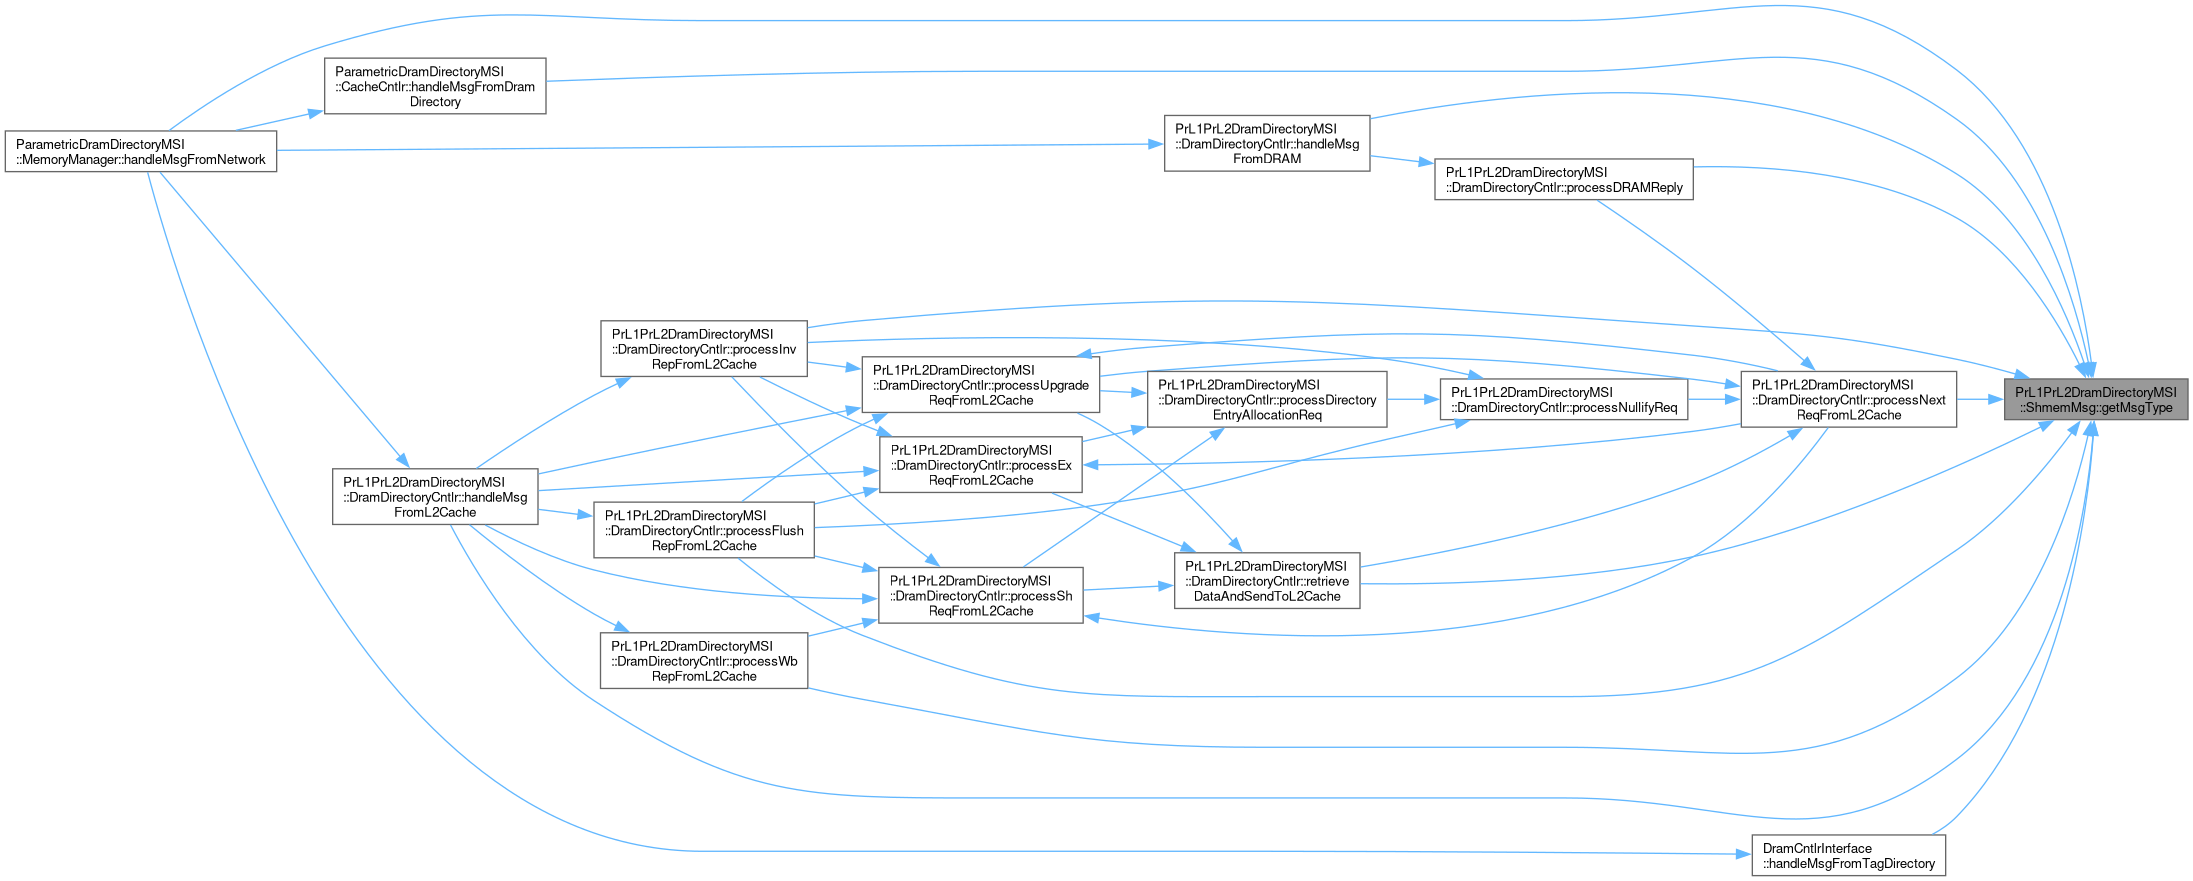 ParametricDramDirectoryMSI
::CacheCntlr::handleMsgFromDram
Directory
ParametricDramDirectoryMSI
::MemoryManager::handleMsgFromNetwork
PrL1PrL2DramDirectoryMSI
::DramDirectoryCntlr::handleMsg
FromDRAM
PrL1PrL2DramDirectoryMSI
::DramDirectoryCntlr::processDRAMReply
PrL1PrL2DramDirectoryMSI
::DramDirectoryCntlr::processInv
RepFromL2Cache
PrL1PrL2DramDirectoryMSI
::DramDirectoryCntlr::processUpgrade
ReqFromL2Cache
PrL1PrL2DramDirectoryMSI
::DramDirectoryCntlr::processDirectory
EntryAllocationReq
PrL1PrL2DramDirectoryMSI
::DramDirectoryCntlr::processNullifyReq
PrL1PrL2DramDirectoryMSI
::DramDirectoryCntlr::processNext
ReqFromL2Cache
PrL1PrL2DramDirectoryMSI
::ShmemMsg::getMsgType
PrL1PrL2DramDirectoryMSI
::DramDirectoryCntlr::processEx
ReqFromL2Cache
PrL1PrL2DramDirectoryMSI
::DramDirectoryCntlr::handleMsg
FromL2Cache
PrL1PrL2DramDirectoryMSI
::DramDirectoryCntlr::processFlush
RepFromL2Cache
PrL1PrL2DramDirectoryMSI
::DramDirectoryCntlr::retrieve
DataAndSendToL2Cache
PrL1PrL2DramDirectoryMSI
::DramDirectoryCntlr::processSh
ReqFromL2Cache
PrL1PrL2DramDirectoryMSI
::DramDirectoryCntlr::processWb
RepFromL2Cache
DramCntlrInterface
::handleMsgFromTagDirectory